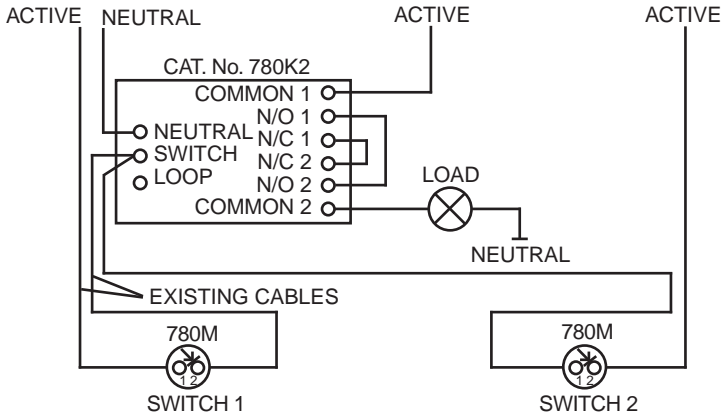 ACTIVE NEUTRAL ACTIVE ACTIVE
CAT. No. 780K2
COMMON 1
N/O 1
NEUTRAL N/C 1
SWITCH N/C 2
LOOP N/O 2
COMMON 2
LOAD
NEUTRAL
EXISTING CABLES
780M 780M
1 2 1 2
SWITCH 1 SWITCH 2